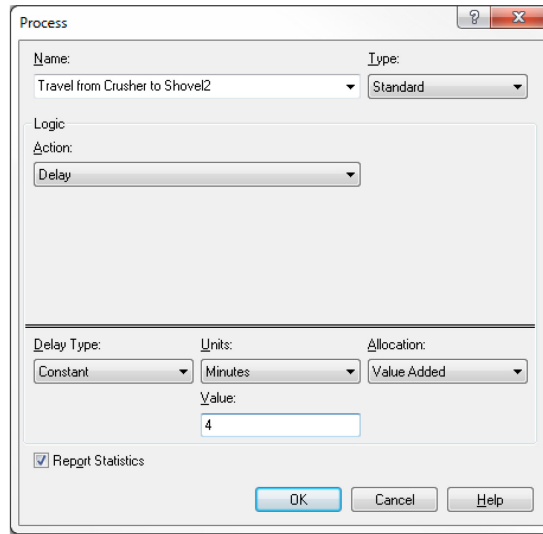 Process
Name: Type:
Travel from Crusher to Shovel2 Standard
Logic
Action:
Delay
Delay Type: Units: Allocation:
Constant Minutes Value Added
Value:
4
Report Statistics
OK Cancel Help